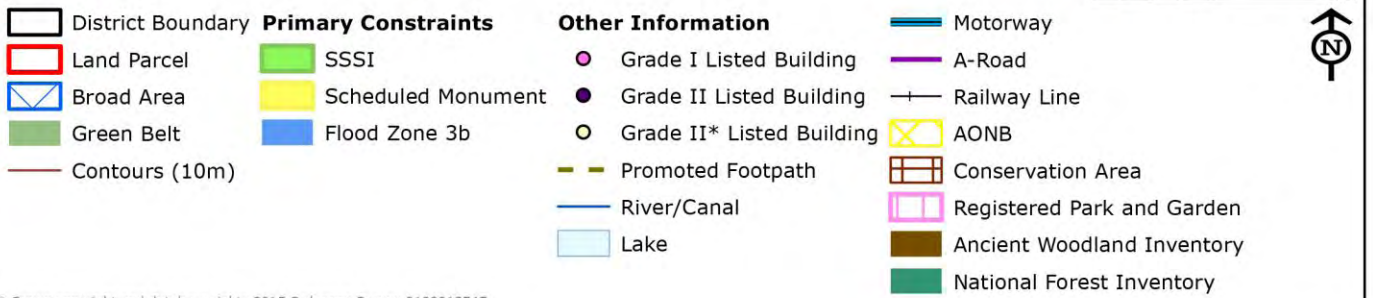 District Boundary
Land Parcel
Broad Area
Green Belt
Contours (10m)
Primary Constraints
SSSI
Scheduled Monument
Flood Zone 3b
Other Information
Grade I Listed Building
Grade II Listed Building
Grade II* Listed Building
Promoted Footpath
River/Canal
Lake
Motorway
A-Road
Railway Line
AONB
Conservation Area
Registered Park and Garden
Ancient Woodland Inventory
National Forest Inventory
N